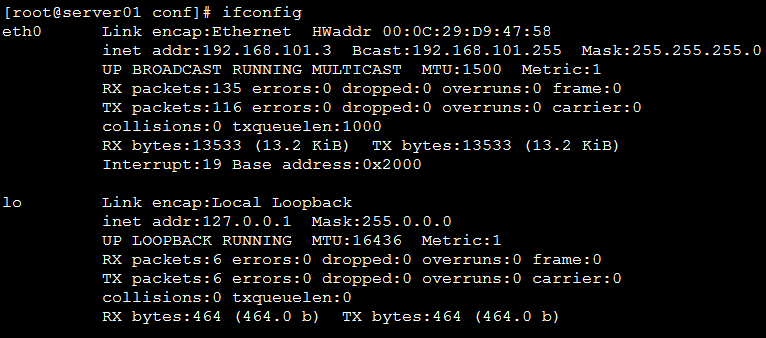 [root@server01 conf]# ifconfig
eth0      Link encap:Ethernet  HWaddr 00:0C:29:D9:47:58
          inet addr:192.168.101.3  Bcast:192.168.101.255  Mask:255.255.255.0
          UP BROADCAST RUNNING MULTICAST  MTU:1500  Metric:1
          RX packets:135 errors:0 dropped:0 overruns:0 frame:0
          TX packets:116 errors:0 dropped:0 overruns:0 carrier:0
          collisions:0 txqueuelen:1000
          RX bytes:13533 (13.2 KiB)  TX bytes:13533 (13.2 KiB)
          Interrupt:19 Base address:0x2000
lo        Link encap:Local Loopback
          inet addr:127.0.0.1  Mask:255.0.0.0
          UP LOOPBACK RUNNING  MTU:16436  Metric:1
          RX packets:6 errors:0 dropped:0 overruns:0 frame:0
          TX packets:6 errors:0 dropped:0 overruns:0 carrier:0
          collisions:0 txqueuelen:0
          RX bytes:464 (464.0 b)  TX bytes:464 (464.0 b)